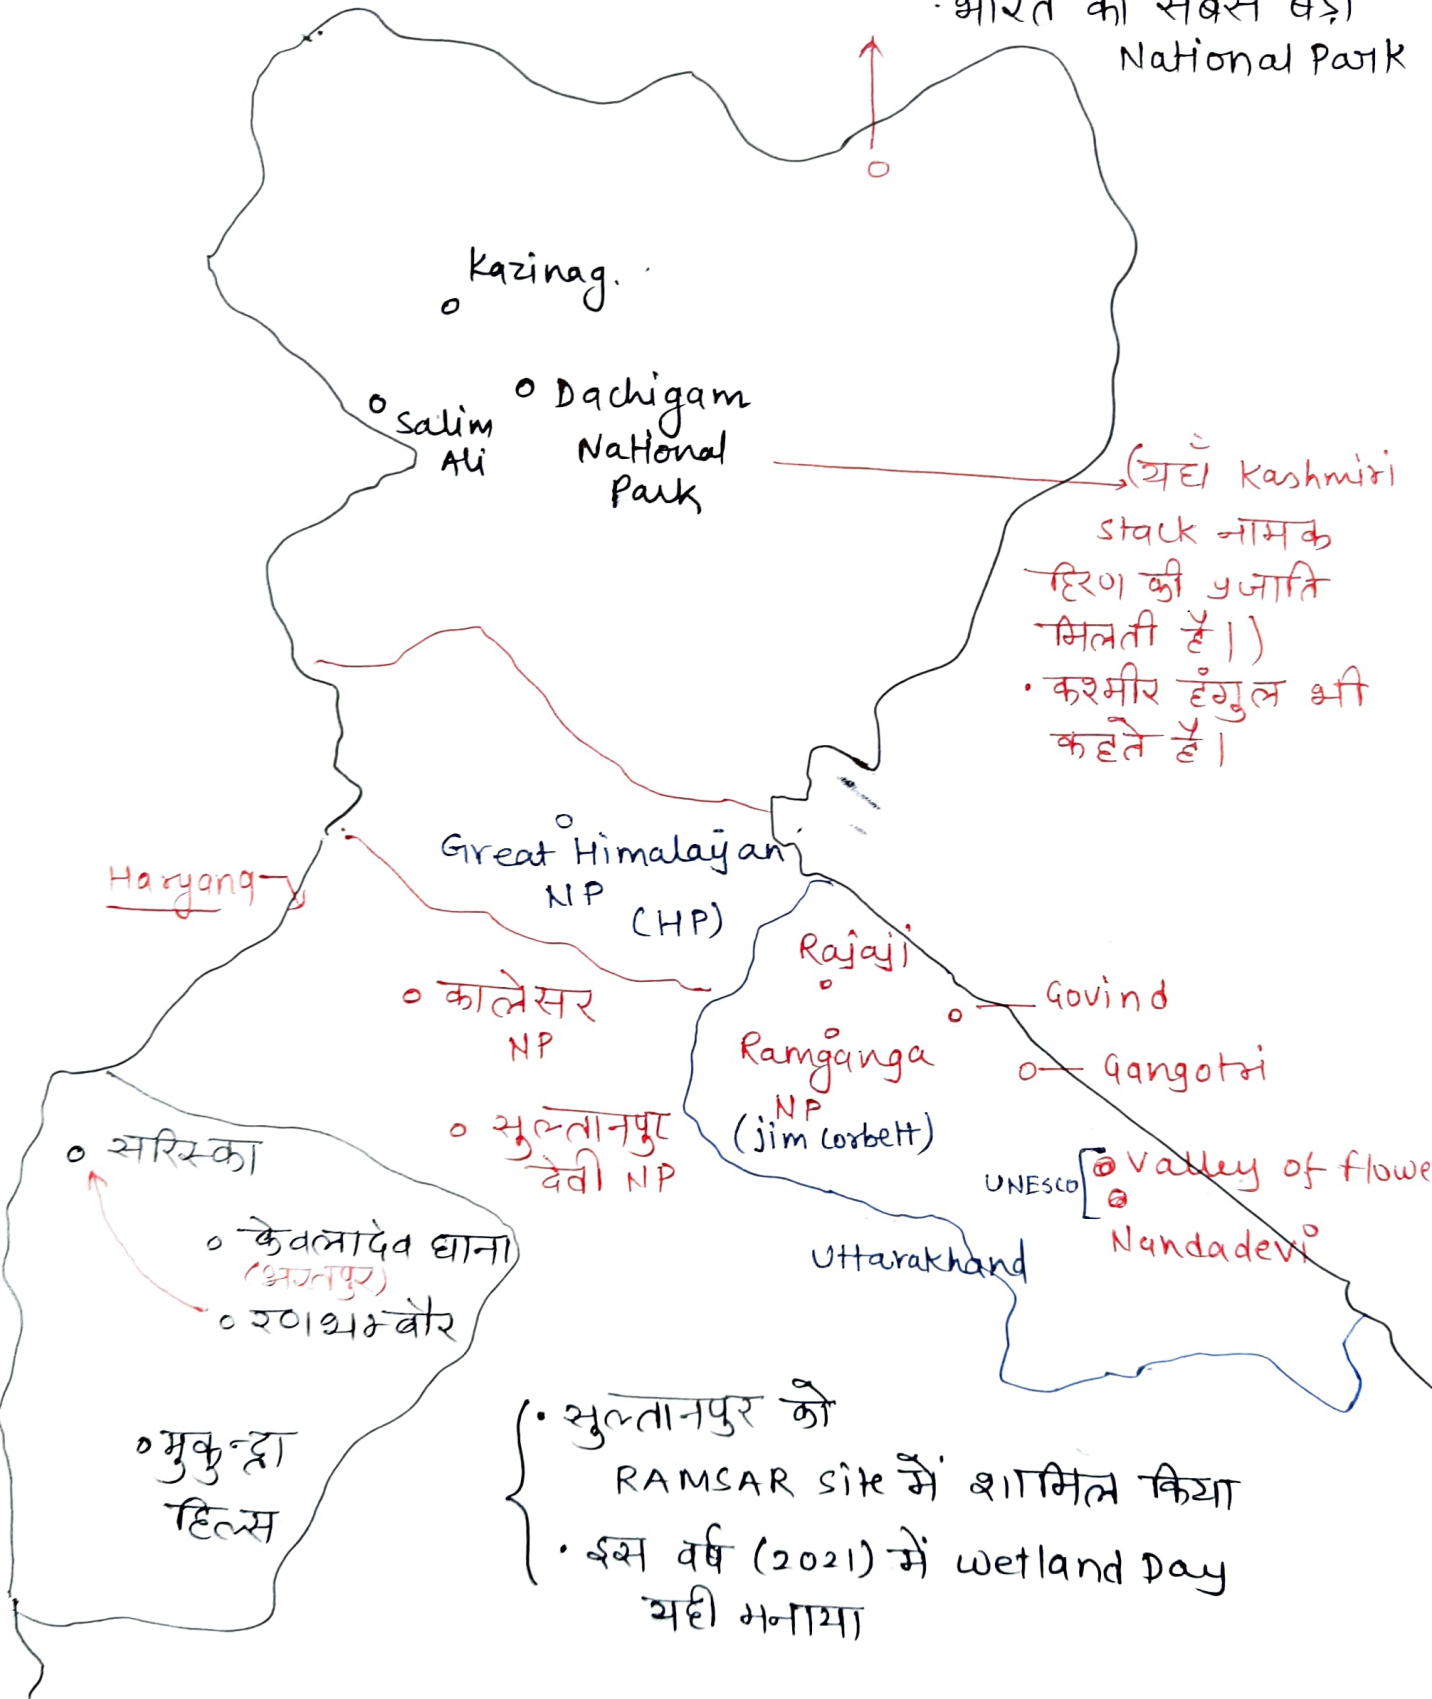 · भारत का सबसे बड़ा
National Park
Kazinag.
Salim
Ali
Dachigam
National
Park
(यहाँ Kashmiri
stack नामक
हिरण की प्रजाति
मिलती है।)
· कश्मीर हंगुल भी
कहते है।
Great Himalayan
NP
(HP)
Haryana
कालेसर
NP
Rajaji
Govind
Ramganga
NP
(jim corbett)
Gangotri
सुल्तानपुर
देवी NP
सरिस्का
UNESCO
Valley of flowe
Nandadevi
केवलादेव घाना
(भरतपुर)
Uttarakhand
रणथम्बौर
मुकुन्द्रा
हिल्स
· सुल्तानपुर को
RAMSAR site में शामिल किया
· इस वर्ष (2021) में wetland Day
यही मनाया